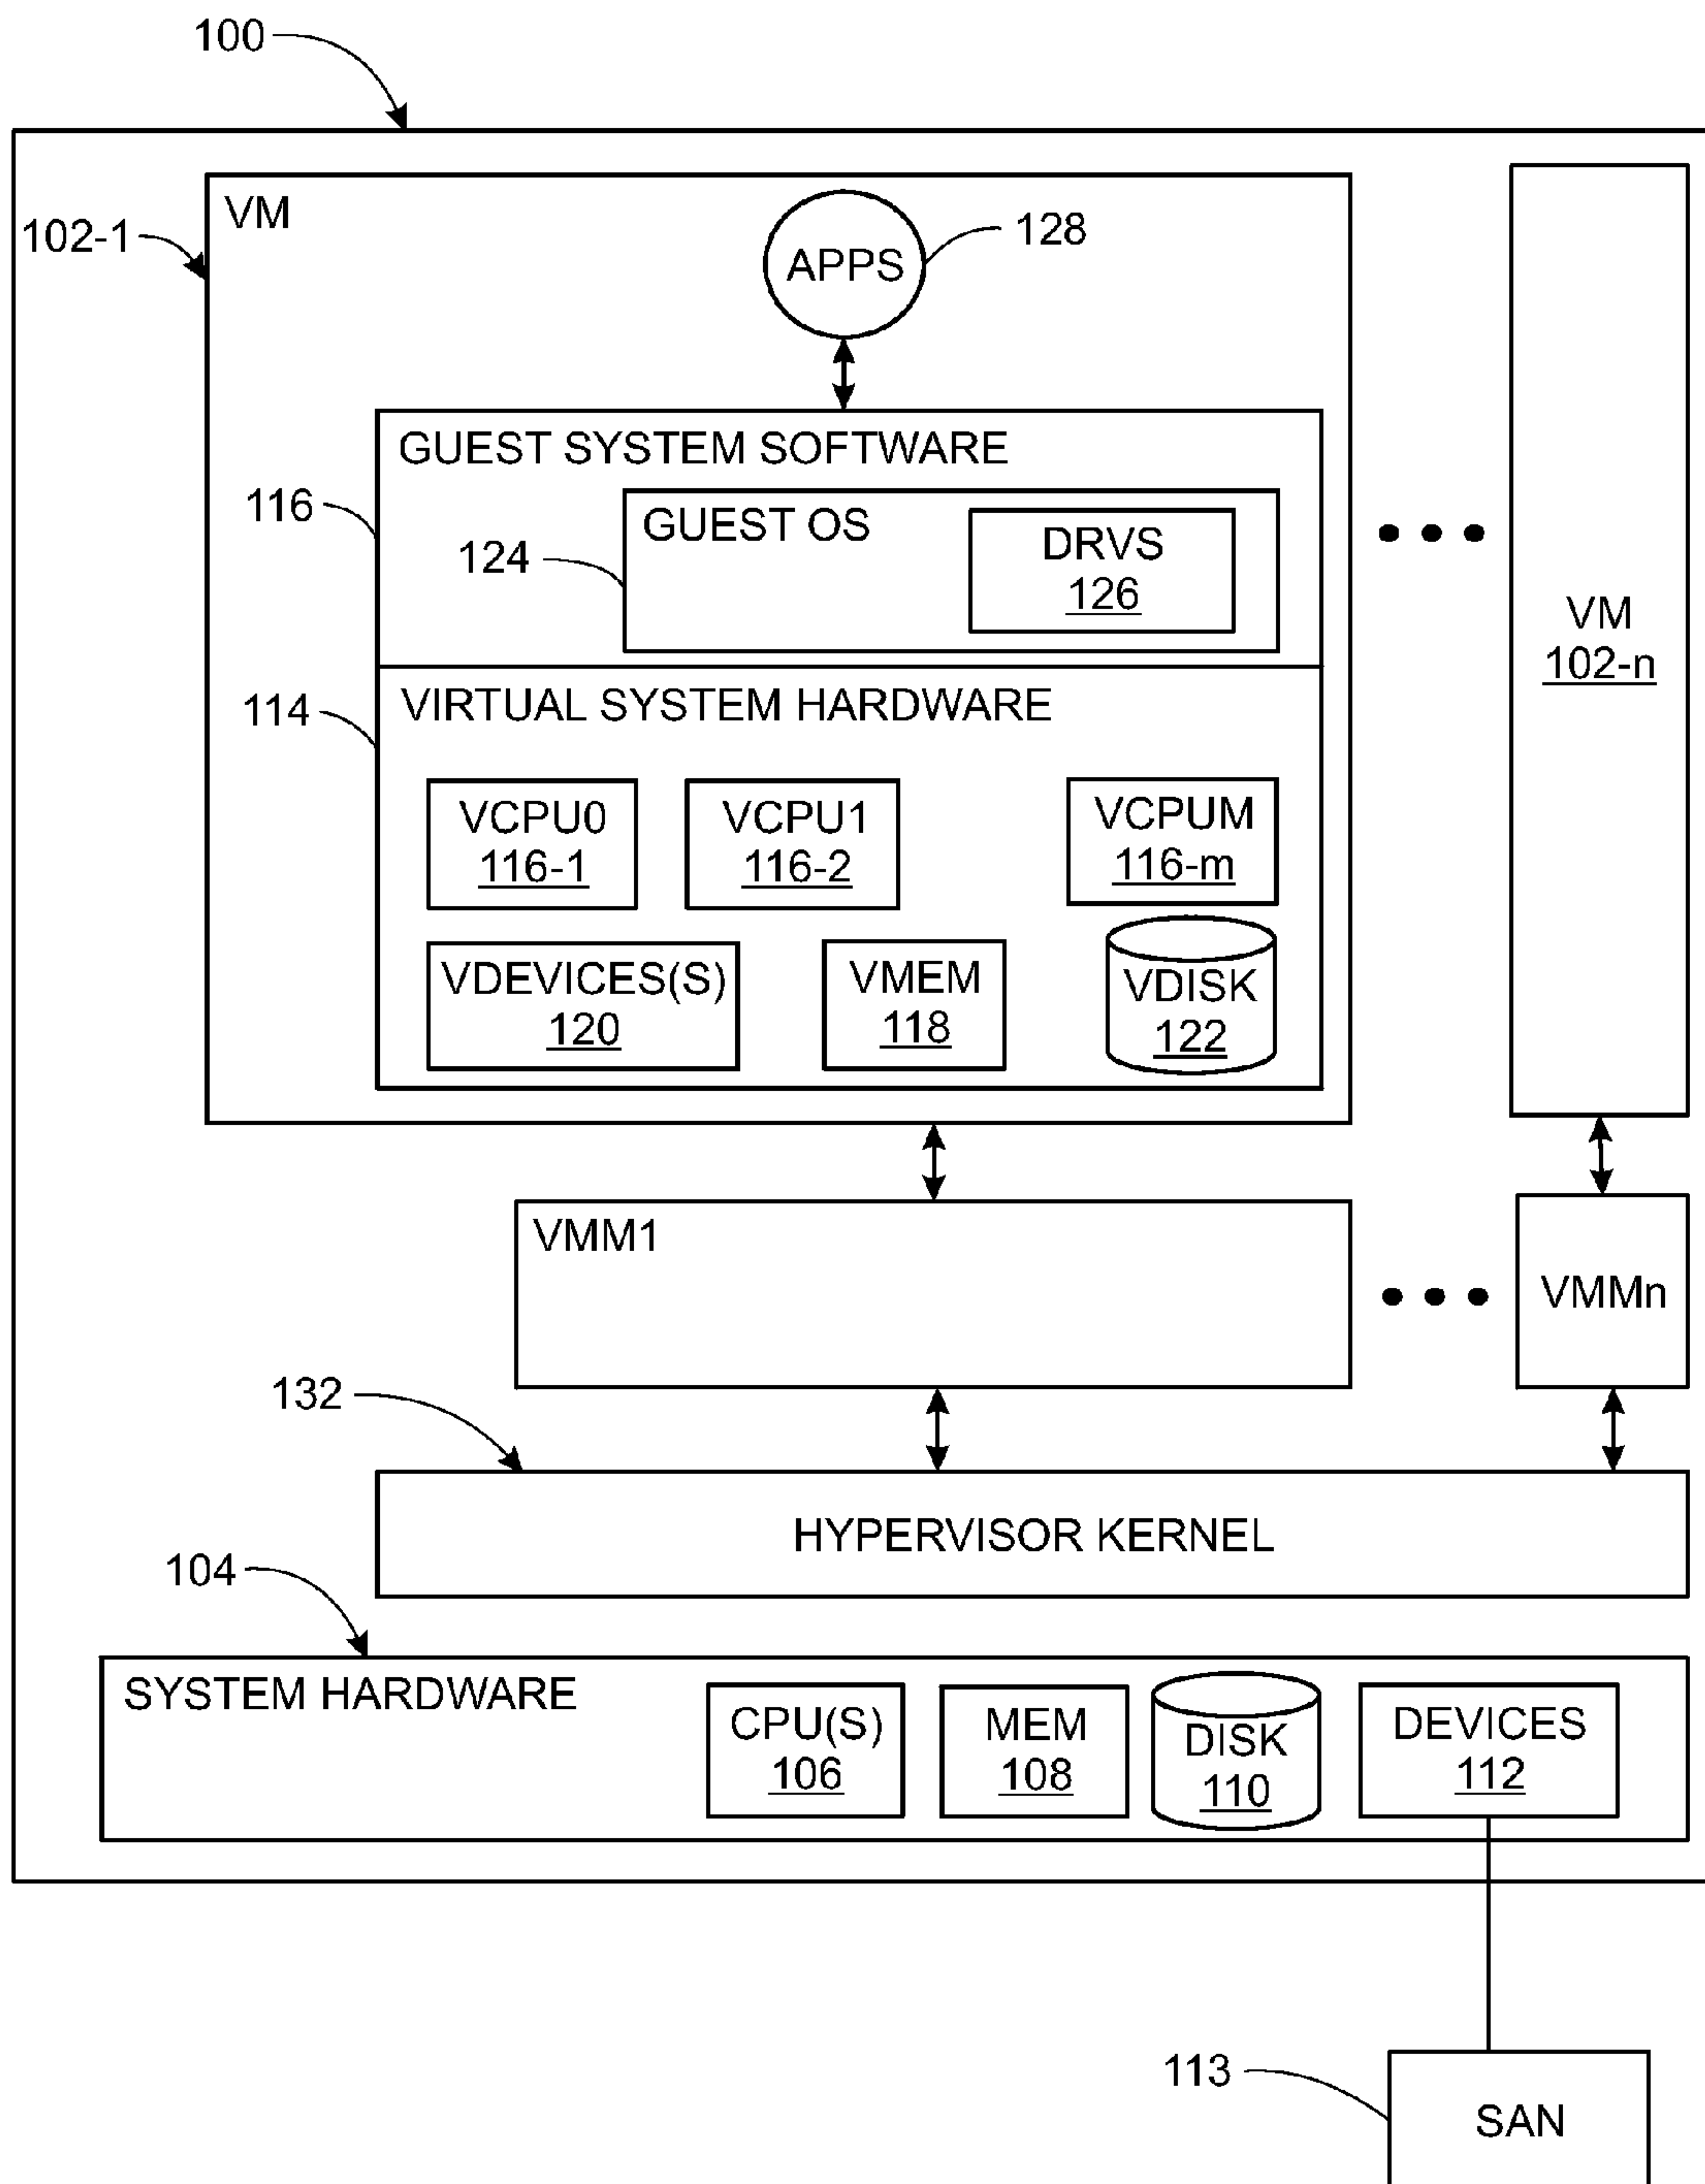 100
102-1
VM
APPS
128
GUEST SYSTEM SOFTWARE
116
GUEST OS
124
DRVS
126
VM
102-n
VIRTUAL SYSTEM HARDWARE
114
VCPU0
116-1
VCPU1
116-2
VCPUM
116-m
VDEVICES(S)
120
VMEM
118
VDISK
122
VMM1
VMMn
132
HYPERVISOR KERNEL
104
SYSTEM HARDWARE
CPU(S)
106
MEM
108
DISK
110
DEVICES
112
113
SAN